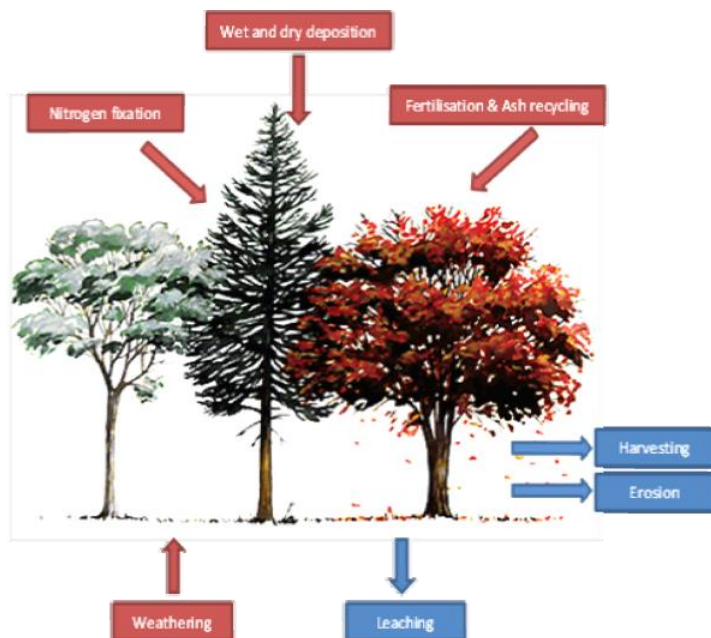 Wet and dry deposition
Nitrogen fixation
Fertilisation & Ash recycling
Harvesting
Erosion
Weathering
Leaching